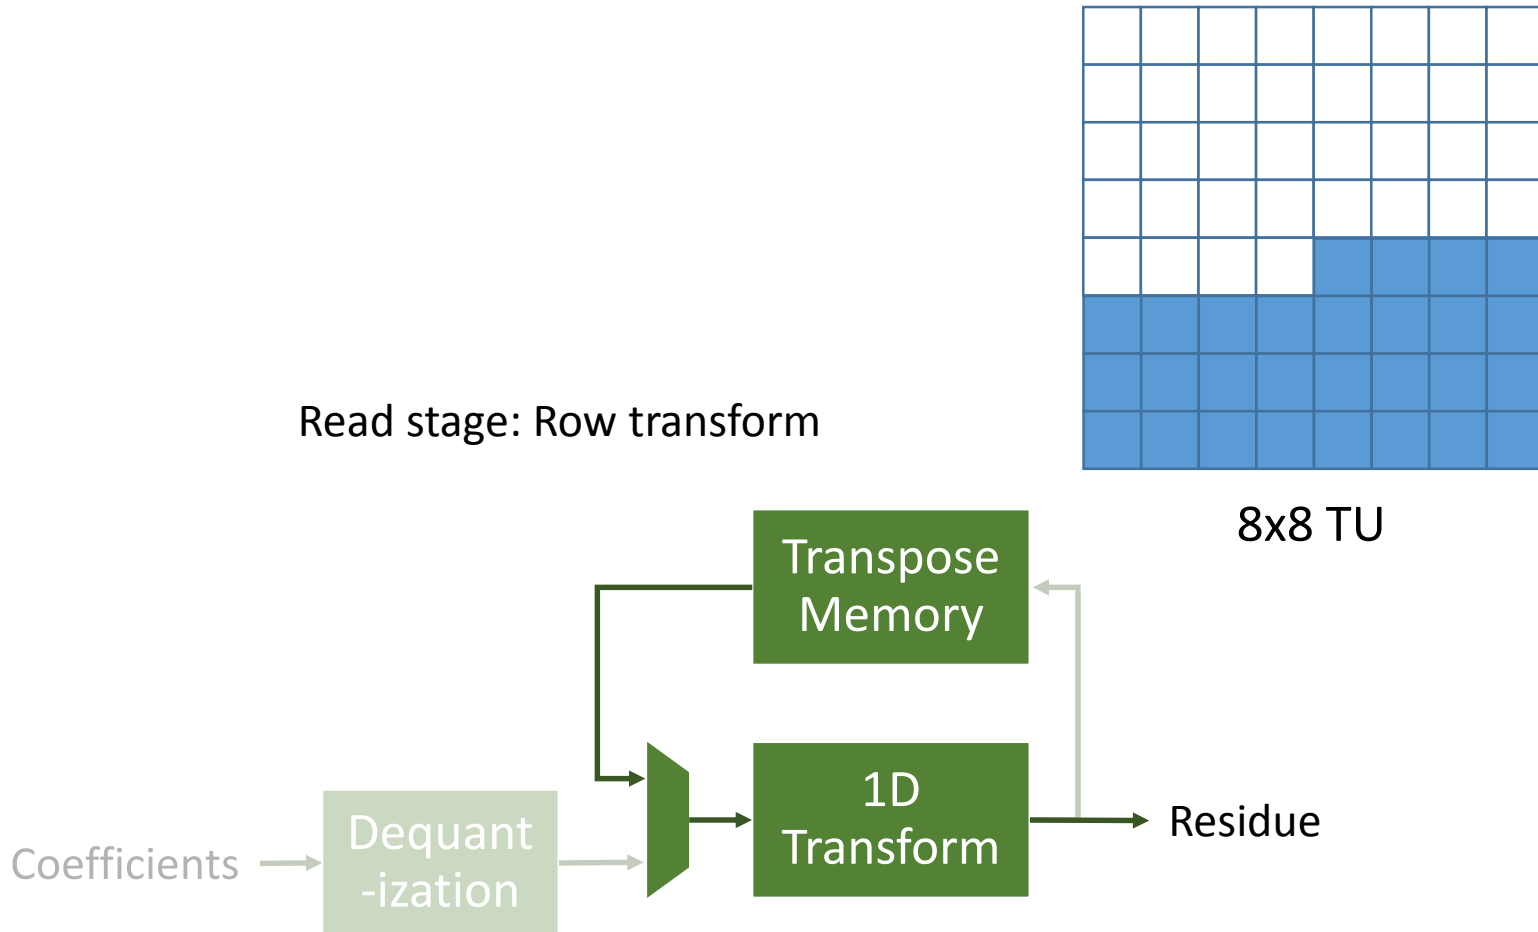 Read stage: Row transform
8x8 TU
Transpose
Memory
1D
Transform
Residue
Dequant
-ization
Coefficients